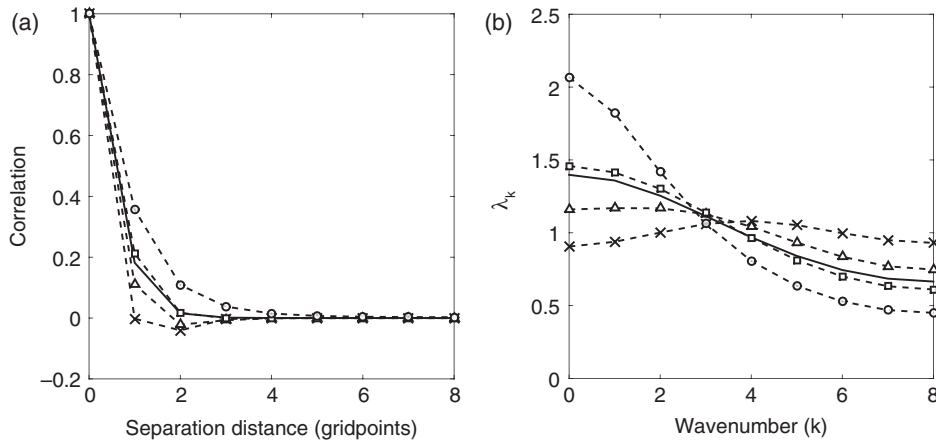 (a)
1
0.8
0.6
0.4
0.2
0
−0.2
Correlation
0 2 4 6 8
Separation distance (gridpoints)
(b)
2.5
2
1.5
1
0.5
0
λk
0 2 4 6 8
Wavenumber (k)